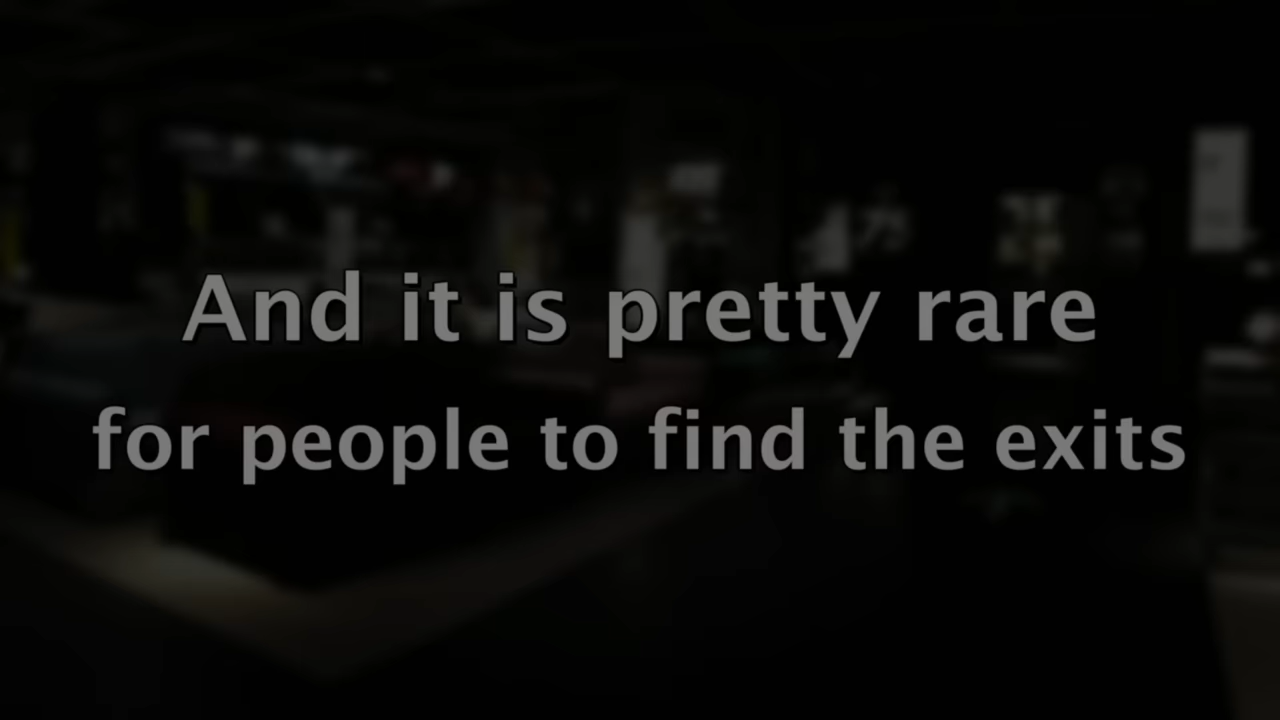 And it is pretty rare
for people to find the exits